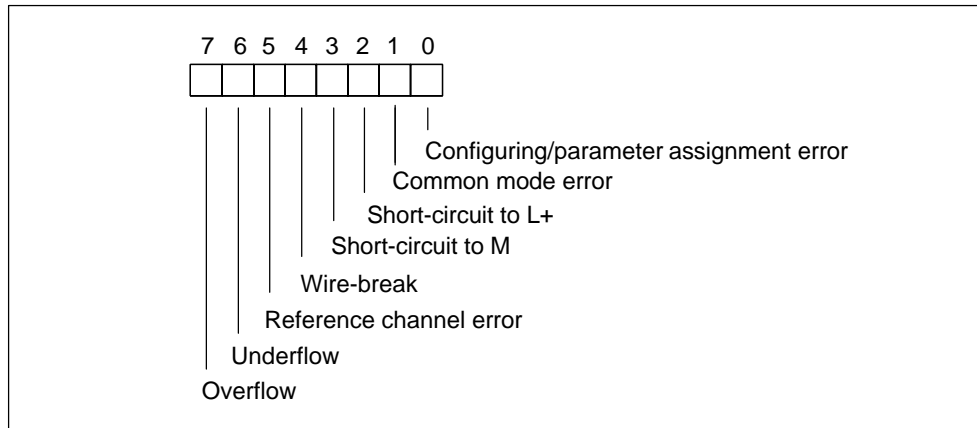 7 6 5 4 3 2 1 0
Configuring/parameter assignment error
Common mode error
Short-circuit to L+
Short-circuit to M
Wire-break
Reference channel error
Underflow
Overflow